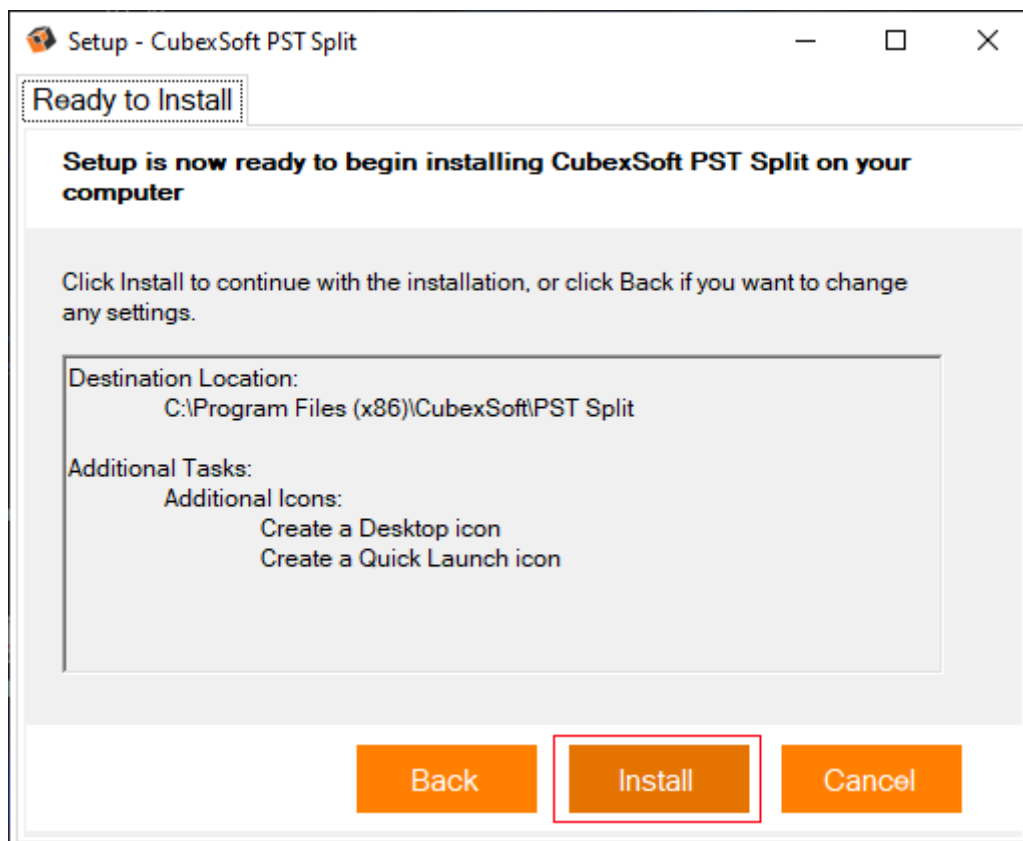 Setup - CubexSoft PST Split
Ready to Install
Setup is now ready to begin installing CubexSoft PST Split on your
computer
Click Install to continue with the installation, or click Back if you want to change
any settings.
Destination Location:
C:\Program Files (x86)\CubexSoft\PST Split
Additional Tasks:
Additional Icons:
Create a Desktop icon
Create a Quick Launch icon
Back Install Cancel